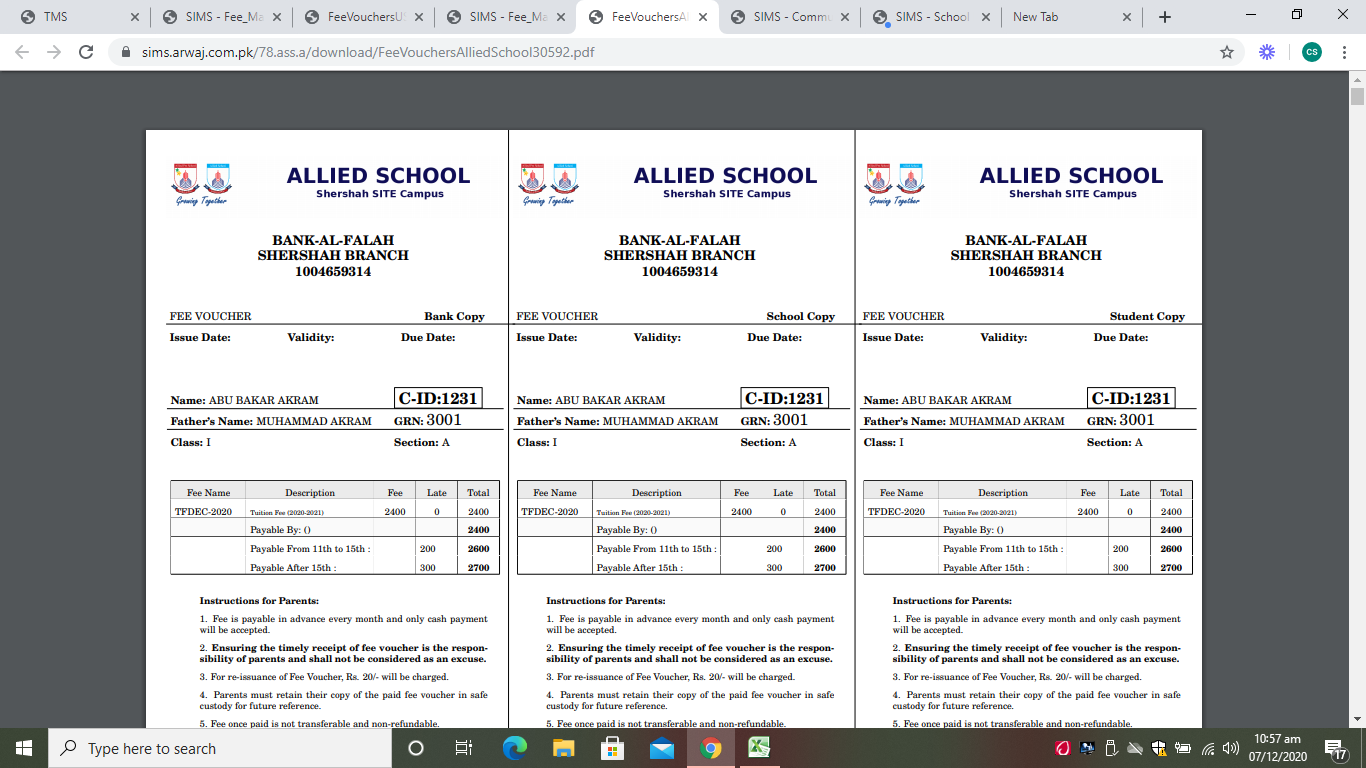 TMS
SIMS - Fee_Ma
FeeVouchersU
SIMS - Fee_Ma
FeeVouchersA
SIMS - Commu
SIMS - School
New Tab
sims.arwaj.com.pk/78.ass.a/download/FeeVouchersAlliedSchool30592.pdf
CS
Growing Together
ALLIED SCHOOL
Shershah SITE Campus
BANK-AL-FALAH
SHERSHAH BRANCH
1004659314
FEE VOUCHER Bank Copy
Issue Date: Validity: Due Date:
Name: ABU BAKAR AKRAM C-ID:1231
Father's Name: MUHAMMAD AKRAM GRN: 3001
Class: I Section: A
Fee Name Description Fee Late Total
TFDEC-2020 Tuition Fee (2020-2021) 2400 0 2400
Payable By: () 2400
Payable From 11th to 15th : 200 2600
Payable After 15th : 300 2700
Instructions for Parents:
1. Fee is payable in advance every month and only cash payment
will be accepted.
2. Ensuring the timely receipt of fee voucher is the respon-
sibility of parents and shall not be considered as an excuse.
3. For re-issuance of Fee Voucher, Rs. 20/- will be charged.
4. Parents must retain their copy of the paid fee voucher in safe
custody for future reference.
5. Fee once paid is not transferable and non-refundable.
Growing Together
ALLIED SCHOOL
Shershah SITE Campus
BANK-AL-FALAH
SHERSHAH BRANCH
1004659314
FEE VOUCHER School Copy
Issue Date: Validity: Due Date:
Name: ABU BAKAR AKRAM C-ID:1231
Father's Name: MUHAMMAD AKRAM GRN: 3001
Class: I Section: A
Fee Name Description Fee Late Total
TFDEC-2020 Tuition Fee (2020-2021) 2400 0 2400
Payable By: () 2400
Payable From 11th to 15th : 200 2600
Payable After 15th : 300 2700
Instructions for Parents:
1. Fee is payable in advance every month and only cash payment
will be accepted.
2. Ensuring the timely receipt of fee voucher is the respon-
sibility of parents and shall not be considered as an excuse.
3. For re-issuance of Fee Voucher, Rs. 20/- will be charged.
4. Parents must retain their copy of the paid fee voucher in safe
custody for future reference.
5. Fee once paid is not transferable and non-refundable.
Growing Together
ALLIED SCHOOL
Shershah SITE Campus
BANK-AL-FALAH
SHERSHAH BRANCH
1004659314
FEE VOUCHER Student Copy
Issue Date: Validity: Due Date:
Name: ABU BAKAR AKRAM C-ID:1231
Father's Name: MUHAMMAD AKRAM GRN: 3001
Class: I Section: A
Fee Name Description Fee Late Total
TFDEC-2020 Tuition Fee (2020-2021) 2400 0 2400
Payable By: () 2400
Payable From 11th to 15th : 200 2600
Payable After 15th : 300 2700
Instructions for Parents:
1. Fee is payable in advance every month and only cash payment
will be accepted.
2. Ensuring the timely receipt of fee voucher is the respon-
sibility of parents and shall not be considered as an excuse.
3. For re-issuance of Fee Voucher, Rs. 20/- will be charged.
4. Parents must retain their copy of the paid fee voucher in safe
custody for future reference.
5. Fee once paid is not transferable and non-refundable.
Type here to search
10:57 am
07/12/2020
17